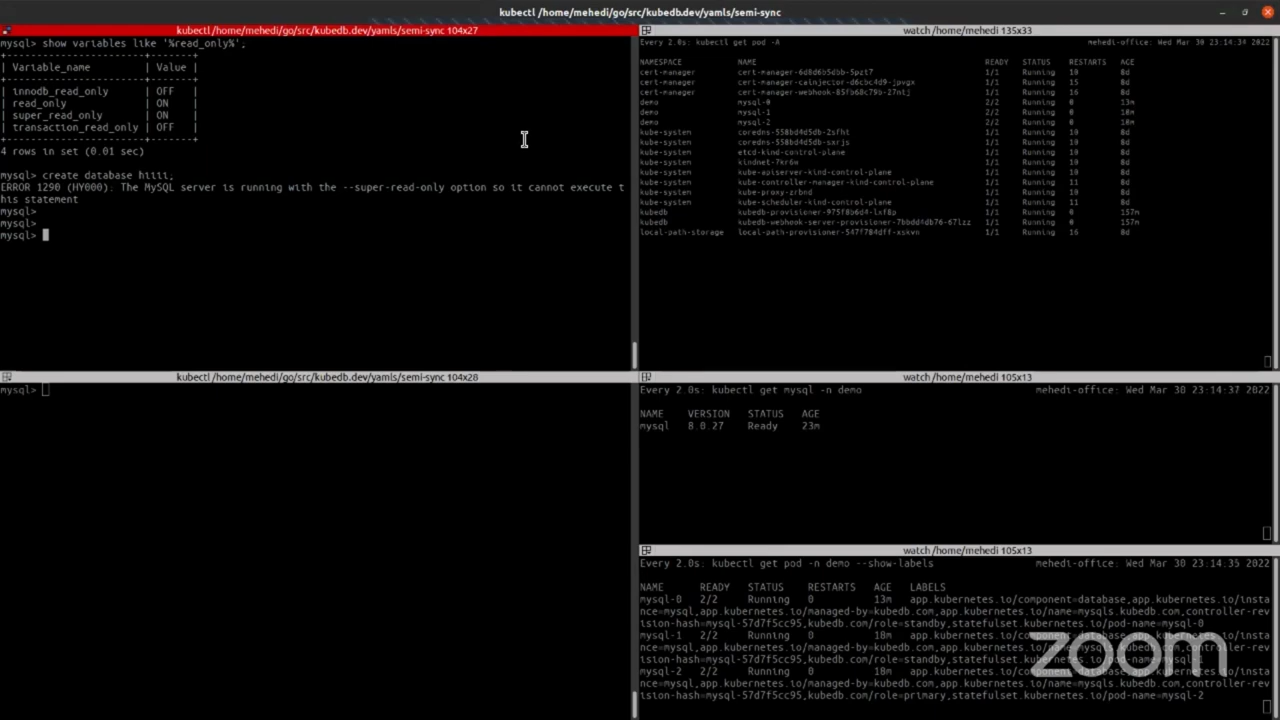 kubectl /home/mehedi/go/src/kubedb.dev/yamls/semi-sync
kubectl /home/mehedi/go/src/kubedb.dev/yamls/semi-sync 104x27
mysql> show variables like '%read_only%';
+-----------------------+-------+
| Variable_name | Value |
+-----------------------+-------+
| innodb_read_only | OFF |
| read_only | ON |
| super_read_only | ON |
| transaction_read_only | OFF |
+-----------------------+-------+
4 rows in set (0.01 sec)
mysql> create database hiiii;
ERROR 1290 (HY000): The MySQL server is running with the --super-read-only option so it cannot execute t
his statement
mysql>
mysql>
mysql>
kubectl /home/mehedi/go/src/kubedb.dev/yamls/semi-sync 104x28
mysql>
watch /home/mehedi 135x33
Every 2.0s: kubectl get pod -A mehedi-office: Wed Mar 30 23:14:34 2022
NAMESPACE NAME READY STATUS RESTARTS AGE
cert-manager cert-manager-6d8d6b5dbb-5pzt7 1/1 Running 10 8d
cert-manager cert-manager-cainjector-d6cbc4d9-jpvgx 1/1 Running 15 8d
cert-manager cert-manager-webhook-85fb68c79b-27ntj 1/1 Running 16 8d
demo mysql-0 2/2 Running 0 13m
demo mysql-1 2/2 Running 0 18m
demo mysql-2 2/2 Running 0 18m
kube-system coredns-558bd4d5db-2sfht 1/1 Running 10 8d
kube-system coredns-558bd4d5db-sxrjs 1/1 Running 10 8d
kube-system etcd-kind-control-plane 1/1 Running 10 8d
kube-system kindnet-7kr6w 1/1 Running 10 8d
kube-system kube-apiserver-kind-control-plane 1/1 Running 10 8d
kube-system kube-controller-manager-kind-control-plane 1/1 Running 11 8d
kube-system kube-proxy-zrbnd 1/1 Running 10 8d
kube-system kube-scheduler-kind-control-plane 1/1 Running 11 8d
kubedb kubedb-provisioner-975f8b6d4-lxf8p 1/1 Running 0 157m
kubedb kubedb-webhook-server-provisioner-7bbdd4db76-67lzz 1/1 Running 0 157m
local-path-storage local-path-provisioner-547f784dff-xskvn 1/1 Running 16 8d
watch /home/mehedi 105x13
Every 2.0s: kubectl get mysql -n demo mehedi-office: Wed Mar 30 23:14:37 2022
NAME VERSION STATUS AGE
mysql 8.0.27 Ready 23m
watch /home/mehedi 105x13
Every 2.0s: kubectl get pod -n demo --show-labels mehedi-office: Wed Mar 30 23:14:35 2022
NAME READY STATUS RESTARTS AGE LABELS
mysql-0 2/2 Running 0 13m app.kubernetes.io/component=database,app.kubernetes.io/insta
nce=mysql,app.kubernetes.io/managed-by=kubedb.com,app.kubernetes.io/name=mysqls.kubedb.com,controller-rev
ision-hash=mysql-57d7f5cc95,kubedb.com/role=standby,statefulset.kubernetes.io/pod-name=mysql-0
mysql-1 2/2 Running 0 18m app.kubernetes.io/component=database,app.kubernetes.io/insta
nce=mysql,app.kubernetes.io/managed-by=kubedb.com,app.kubernetes.io/name=mysqls.kubedb.com,controller-rev
ision-hash=mysql-57d7f5cc95,kubedb.com/role=standby,statefulset.kubernetes.io/pod-name=mysql-1
mysql-2 2/2 Running 0 18m app.kubernetes.io/component=database,app.kubernetes.io/insta
nce=mysql,app.kubernetes.io/managed-by=kubedb.com,app.kubernetes.io/name=mysqls.kubedb.com,controller-rev
ision-hash=mysql-57d7f5cc95,kubedb.com/role=primary,statefulset.kubernetes.io/pod-name=mysql-2
zoom